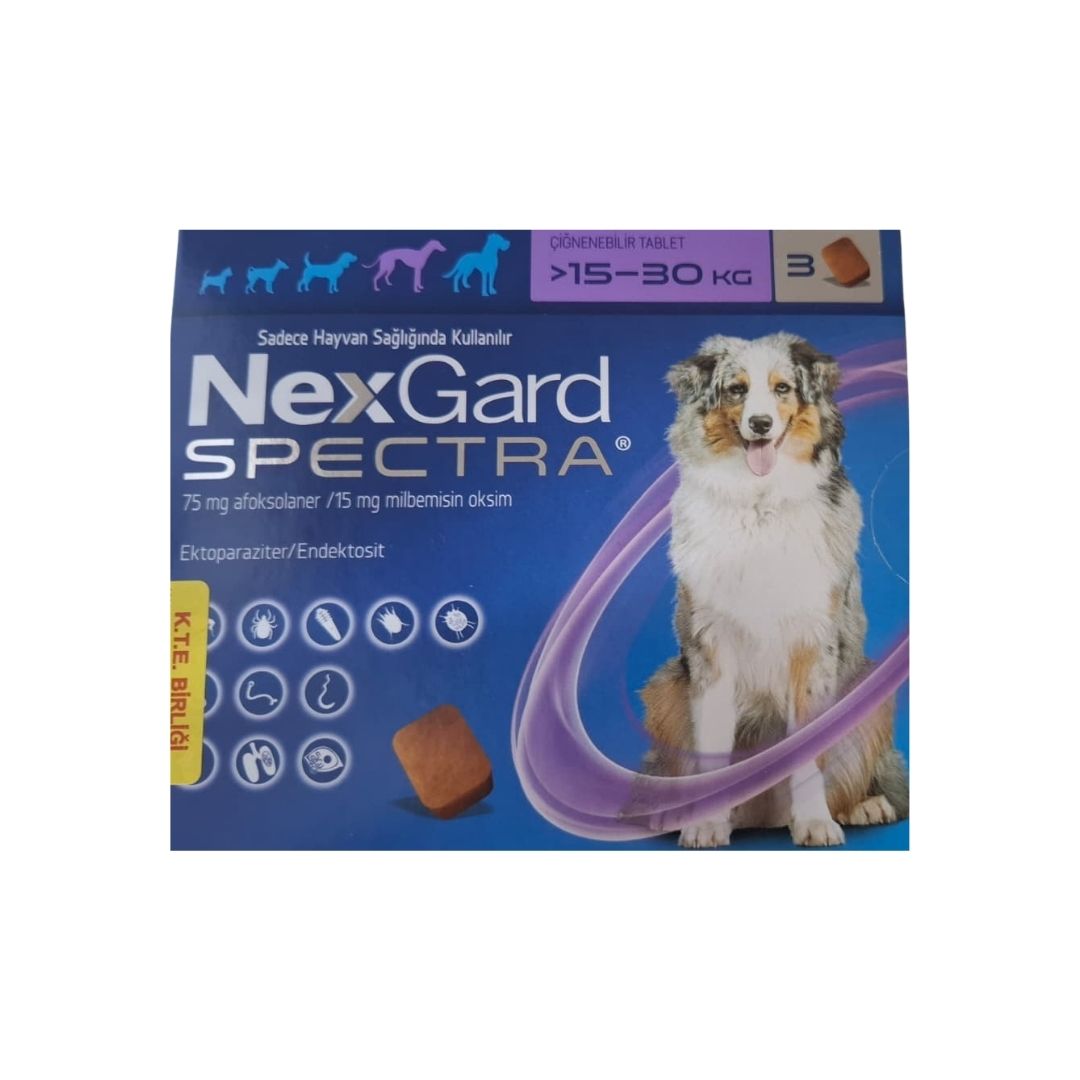 ÇİĞNENEBİLİR TABLET
>15–30 KG
3
Sadece Hayvan Sağlığında Kullanılır
NexGard
SPECTRA®
75 mg afoksolaner /15 mg milbemisin oksim
Ektoparaziter/Endektosit
K.T.E. BİRLİĞİ